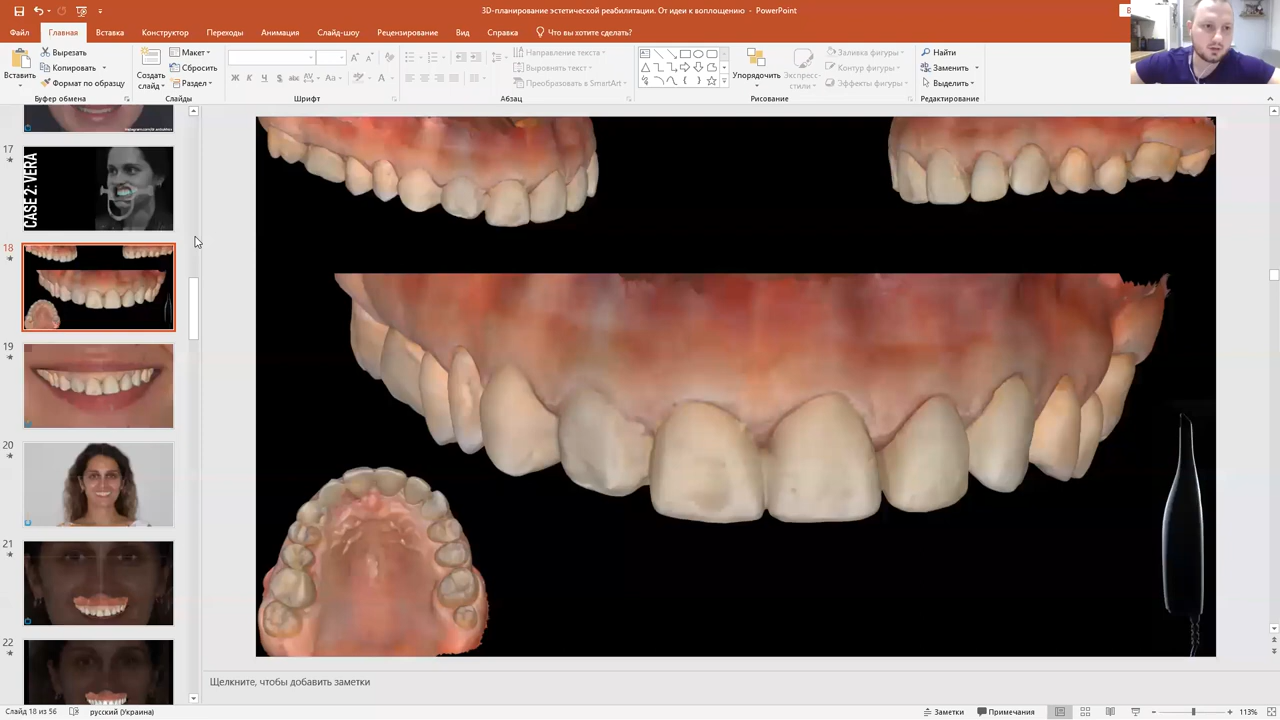 3D-планирование эстетической реабилитации. От идеи к воплощению - PowerPoint
Файл Главная Вставка Конструктор Переходы Анимация Слайд-шоу Рецензирование Вид Справка Что вы хотите сделать?
Вставить
Вырезать
Копировать
Формат по образцу
Буфер обмена
Создать слайд
Макет
Сбросить
Раздел
Слайды
Ж К Ч S abc AV Aa А
Шрифт
Направление текста
Выровнять текст
Преобразовать в SmartArt
Абзац
Упорядочить
Экспресс-стили
Заливка фигуры
Контур фигуры
Эффекты фигуры
Рисование
Найти
Заменить
Выделить
Редактирование
17
CASE 2: VERA
18
19
20
21
22
Щелкните, чтобы добавить заметки
Слайд 18 из 56 русский (Украина) Заметки Примечания 113%